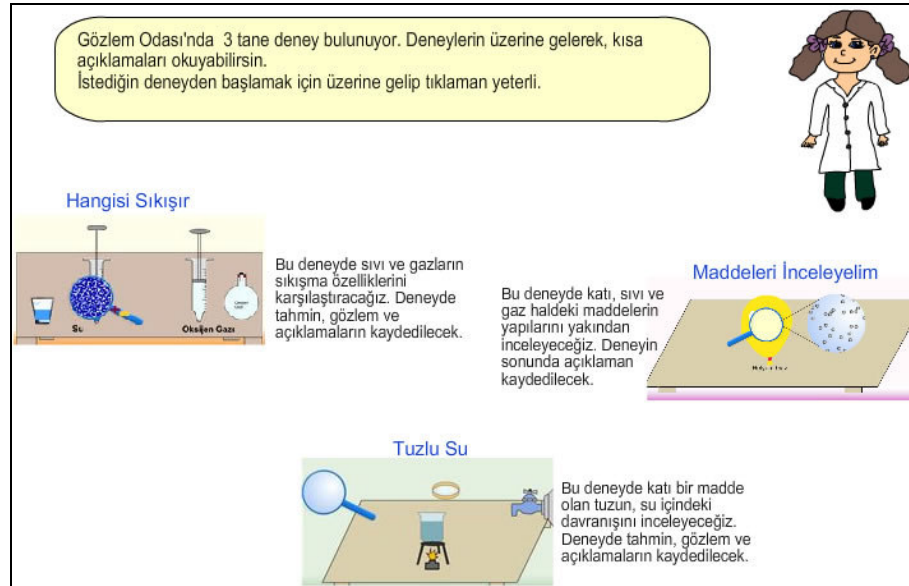 Gözlem Odası'nda 3 tane deney bulunuyor. Deneylerin üzerine gelerek, kısa
açıklamaları okuyabilirsin.
İstediğin deneyden başlamak için üzerine gelip tıklaman yeterli.
Hangisi Sıkışır
Su
Oksijen Gazı
Bu deneyde sıvı ve gazların
sıkışma özelliklerini
karşılaştıracağız. Deneyde
tahmin, gözlem ve
açıklamaların kaydedilecek.
Maddeleri İnceleyelim
Bu deneyde katı, sıvı ve
gaz haldeki maddelerin
yapılarını yakından
inceleyeceğiz. Deneyin
sonunda açıklaman
kaydedilecek.
Tuzlu Su
Bu deneyde katı bir madde
olan tuzun, su içindeki
davranışını inceleyeceğiz.
Deneyde tahmin, gözlem ve
açıklamaların kaydedilecek.